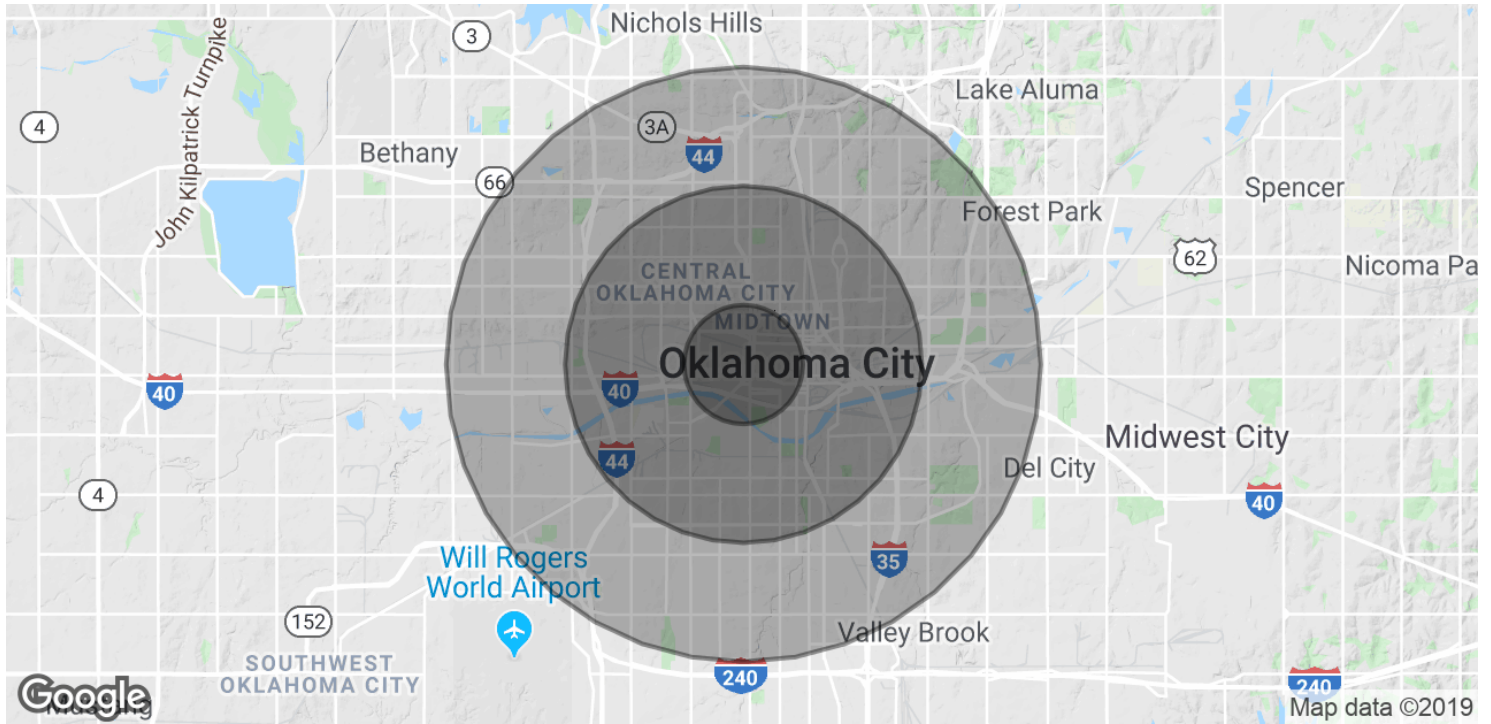 Nichols Hills
3
John Kilpatrick Turnpike
Lake Aluma
4
3A
Bethany
44
66
Spencer
Forest Park
62
Nicoma Pa
CENTRAL
OKLAHOMA CITY
MIDTOWN
Oklahoma City
40
40
Midwest City
44
Del City
4
40
Will Rogers
World Airport
35
152
Valley Brook
SOUTHWEST
OKLAHOMA CITY
240
240
Google
Mustang
Map data ©2019